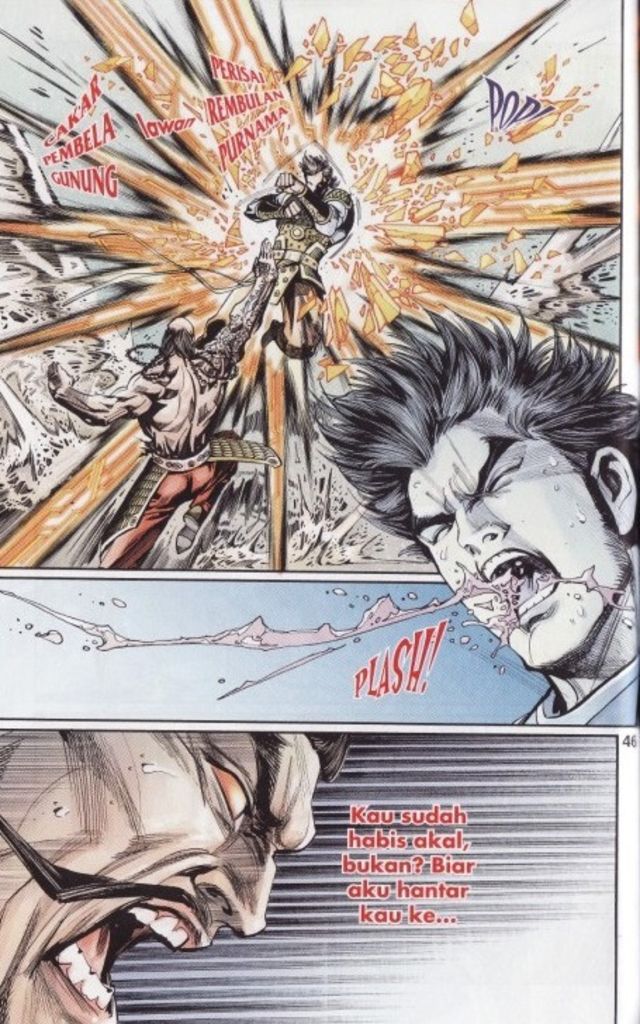 CAKAR
PEMBELA
GUNUNG
lawan
PERISAI
REMBULAN
PURNAMA
POP!
PLASH!
46
Kau sudah
habis akal,
bukan? Biar
aku hantar
kau ke...